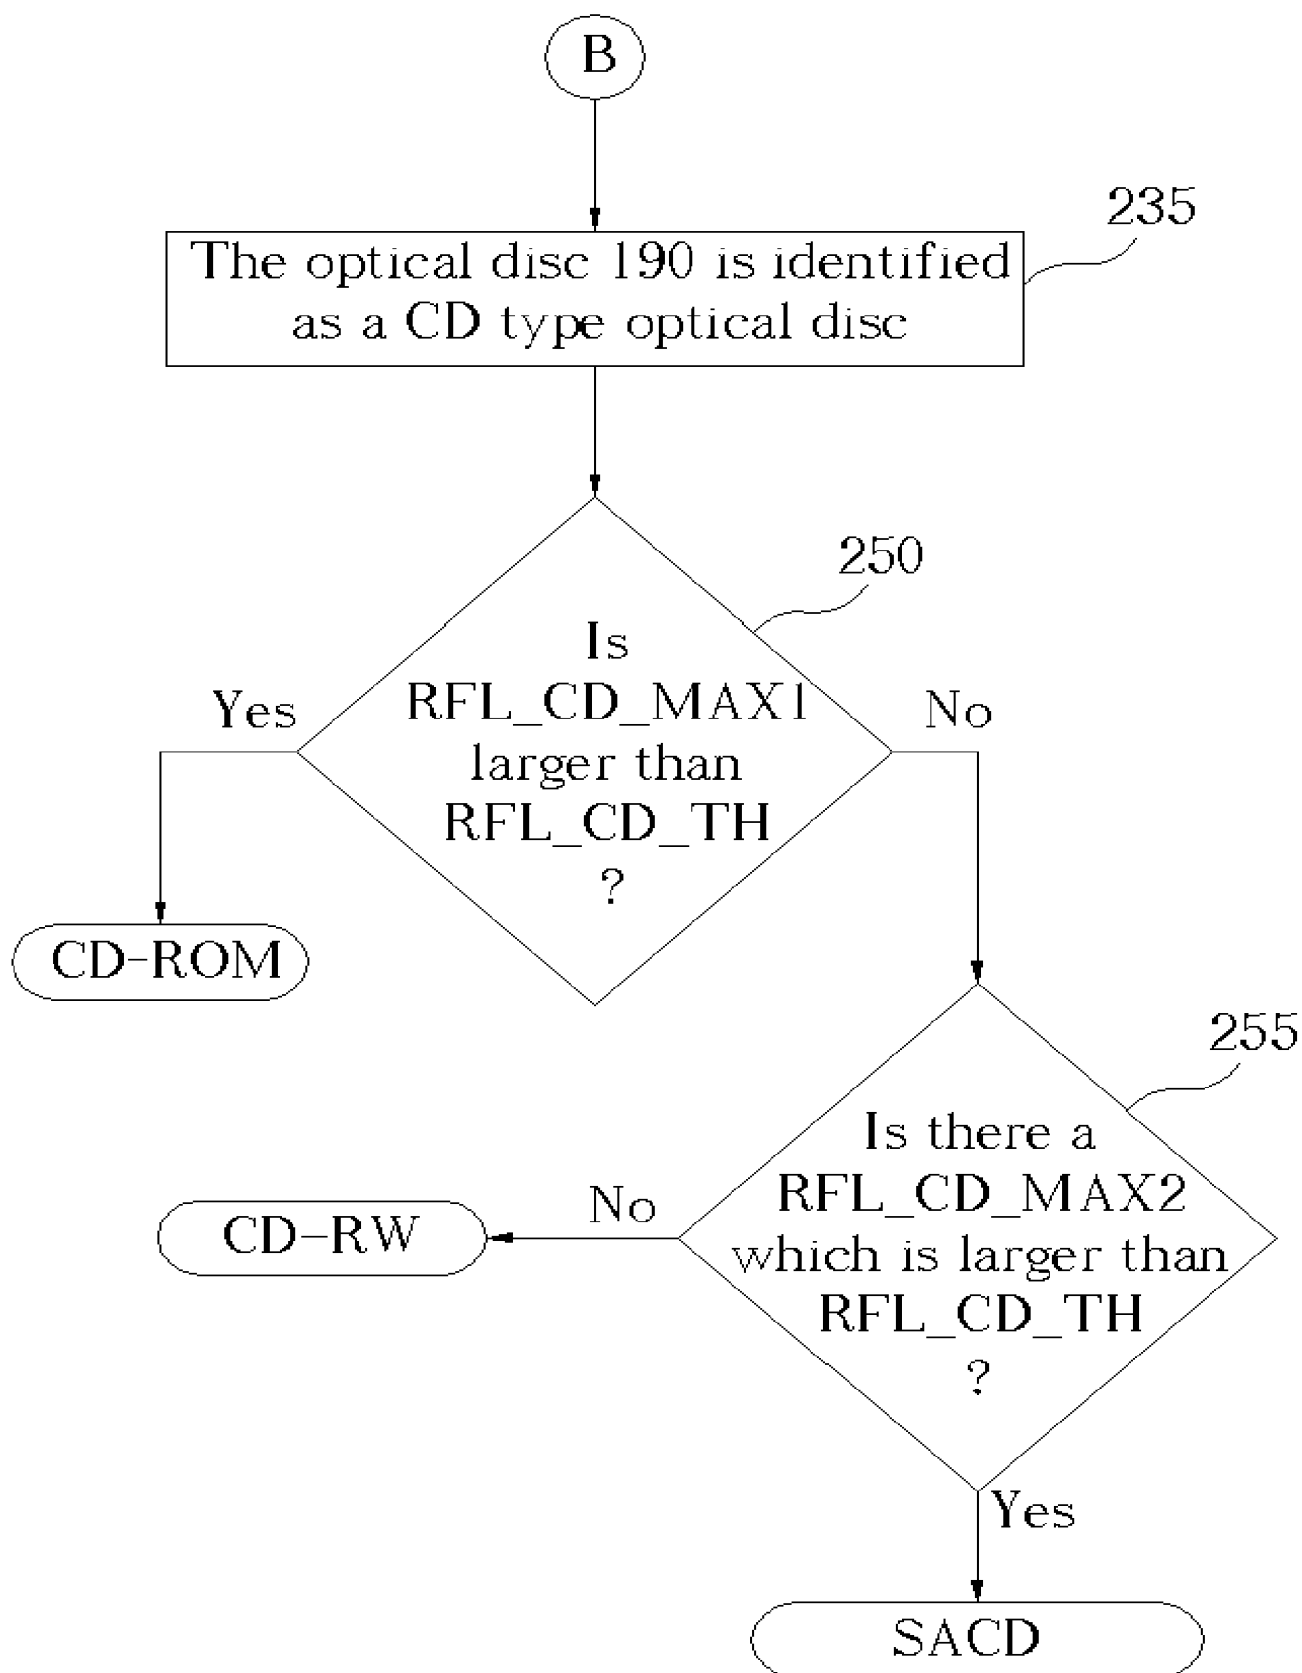 B
235
The optical disc 190 is identified
as a CD type optical disc
250
Is
RFL_CD_MAX1
larger than
RFL_CD_TH
?
Yes
No
CD-ROM
255
Is there a
RFL_CD_MAX2
which is larger than
RFL_CD_TH
?
No
CD-RW
Yes
SACD